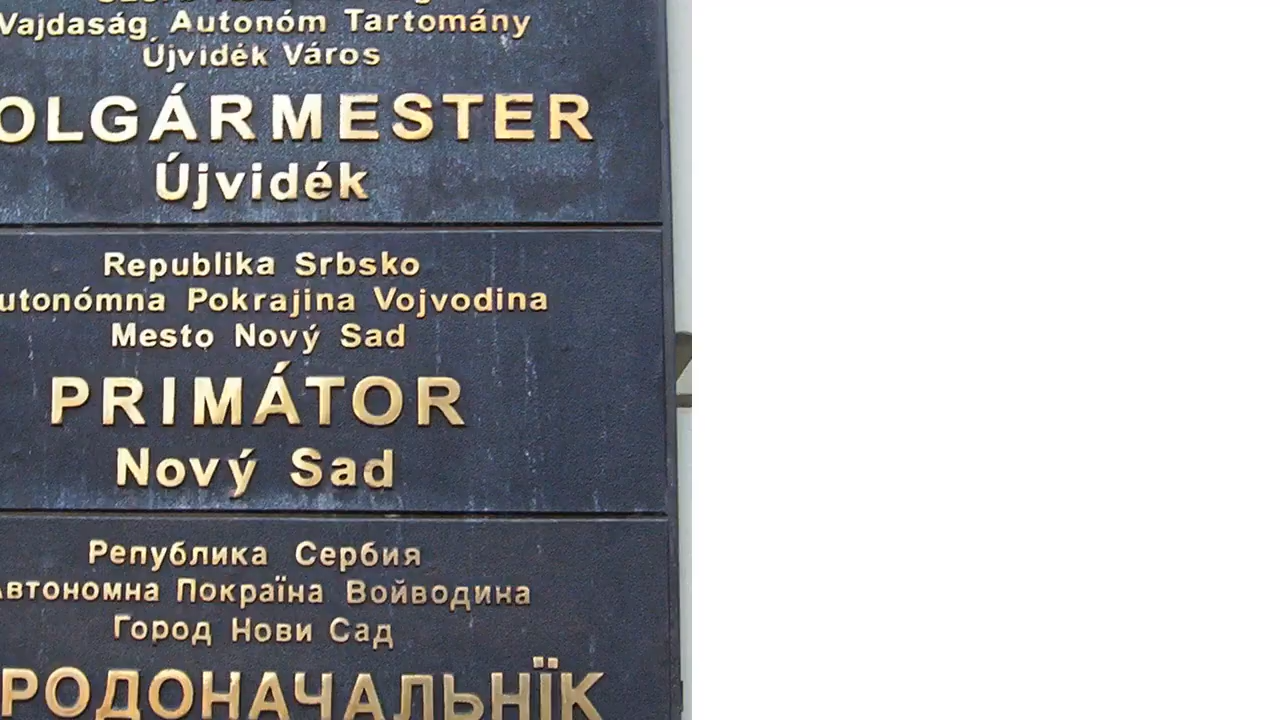 Vajdaság Autonóm Tartomány
Újvidék Város
OLGÁRMESTER
Újvidék
Republika Srbsko
utonómna Pokrajina Vojvodina
Mesto Nový Sad
PRIMÁTOR
Nový Sad
Република Сербия
Автономна Покраїна Войводина
Город Нови Сад
РОДОНАЧАЛЬНЇК